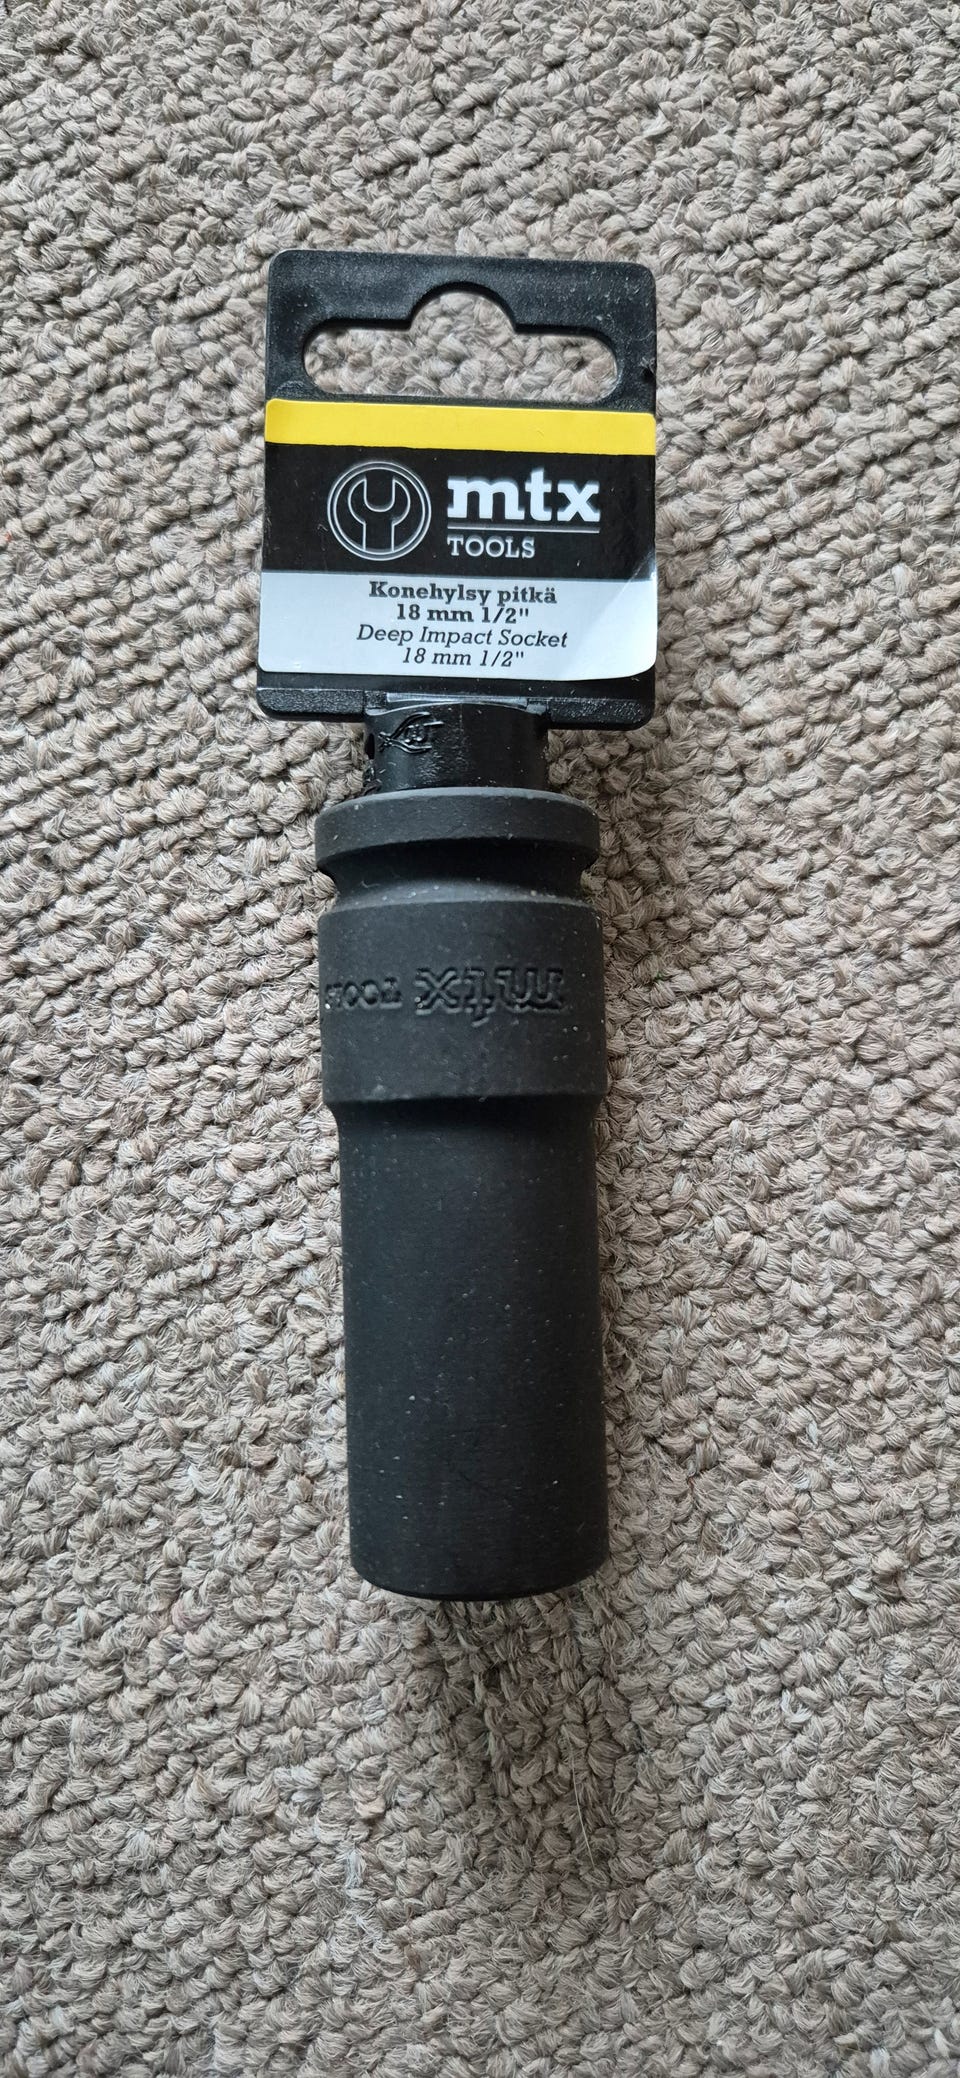 mtx
TOOLS
Konehylsy pitkä
18 mm 1/2"
Deep Impact Socket
18 mm 1/2"
mtx TOOLS